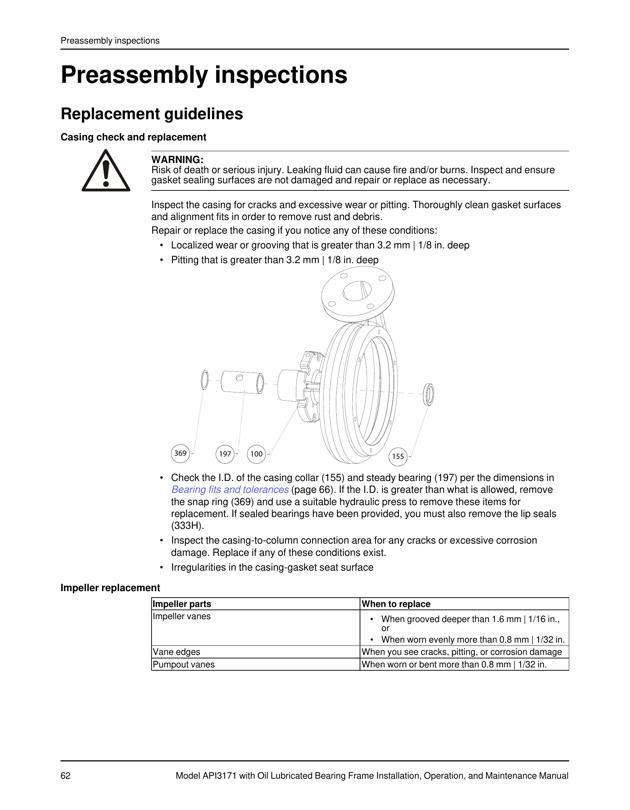 Preassembly inspections
Preassembly inspections
Replacement guidelines
Casing check and replacement
WARNING:
Risk of death or serious injury. Leaking fluid can cause fire and/or burns. Inspect and ensure
gasket sealing surfaces are not damaged and repair or replace as necessary.
Inspect the casing for cracks and excessive wear or pitting. Thoroughly clean gasket surfaces
and alignment fits in order to remove rust and debris.
Repair or replace the casing if you notice any of these conditions:
• Localized wear or grooving that is greater than 3.2 mm | 1/8 in. deep
• Pitting that is greater than 3.2 mm | 1/8 in. deep
369 197 100 155
• Check the I.D. of the casing collar (155) and steady bearing (197) per the dimensions in
Bearing fits and tolerances (page 66). If the I.D. is greater than what is allowed, remove
the snap ring (369) and use a suitable hydraulic press to remove these items for
replacement. If sealed bearings have been provided, you must also remove the lip seals
(333H).
• Inspect the casing-to-column connection area for any cracks or excessive corrosion
damage. Replace if any of these conditions exist.
• Irregularities in the casing-gasket seat surface
Impeller replacement
Impeller parts When to replace
Impeller vanes • When grooved deeper than 1.6 mm | 1/16 in.,
or
• When worn evenly more than 0.8 mm | 1/32 in.
Vane edges When you see cracks, pitting, or corrosion damage
Pumpout vanes When worn or bent more than 0.8 mm | 1/32 in.
62 Model API3171 with Oil Lubricated Bearing Frame Installation, Operation, and Maintenance Manual